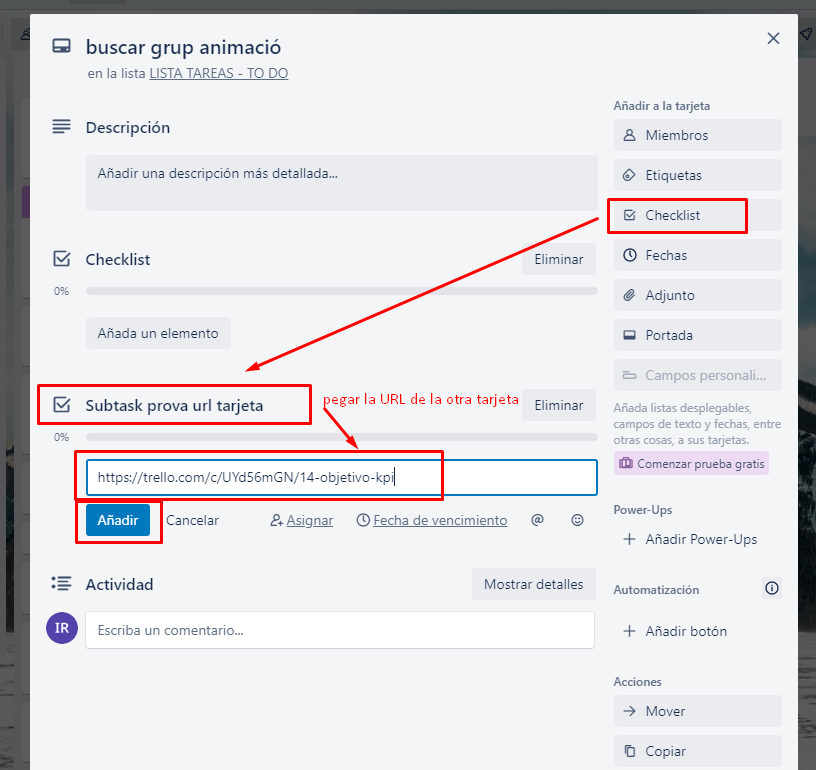 buscar grup animació
en la lista LISTA TAREAS - TO DO
Descripción
Añadir una descripción más detallada...
Checklist
Eliminar
0%
Añada un elemento
Subtask prova url tarjeta
pegar la URL de la otra tarjeta
Eliminar
0%
https://trello.com/c/UYd56mGN/14-objetivo-kpi
Añadir
Cancelar
Asignar
Fecha de vencimiento
@
Actividad
Mostrar detalles
IR
Escriba un comentario...
Añadir a la tarjeta
Miembros
Etiquetas
Checklist
Fechas
Adjunto
Portada
Campos personali...
Añada listas desplegables,
campos de texto y fechas, entre
otras cosas, a sus tarjetas.
Comenzar prueba gratis
Power-Ups
+ Añadir Power-Ups
Automatización
+ Añadir botón
Acciones
Mover
Copiar